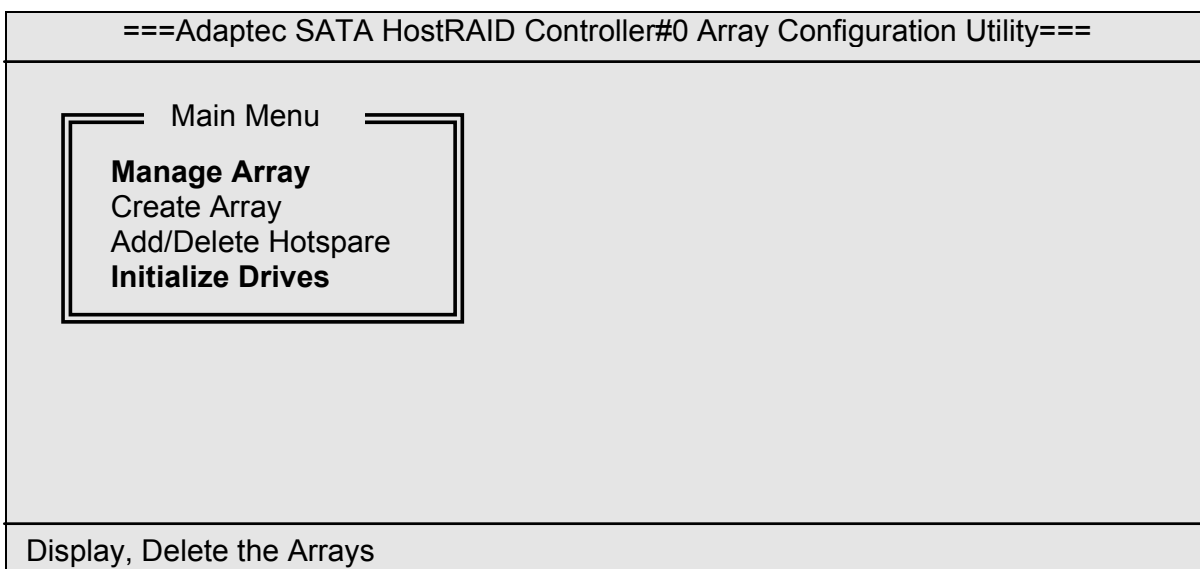 ===Adaptec SATA HostRAID Controller#0 Array Configuration Utility===
Main Menu
Manage Array
Create Array
Add/Delete Hotspare
Initialize Drives
Display, Delete the Arrays